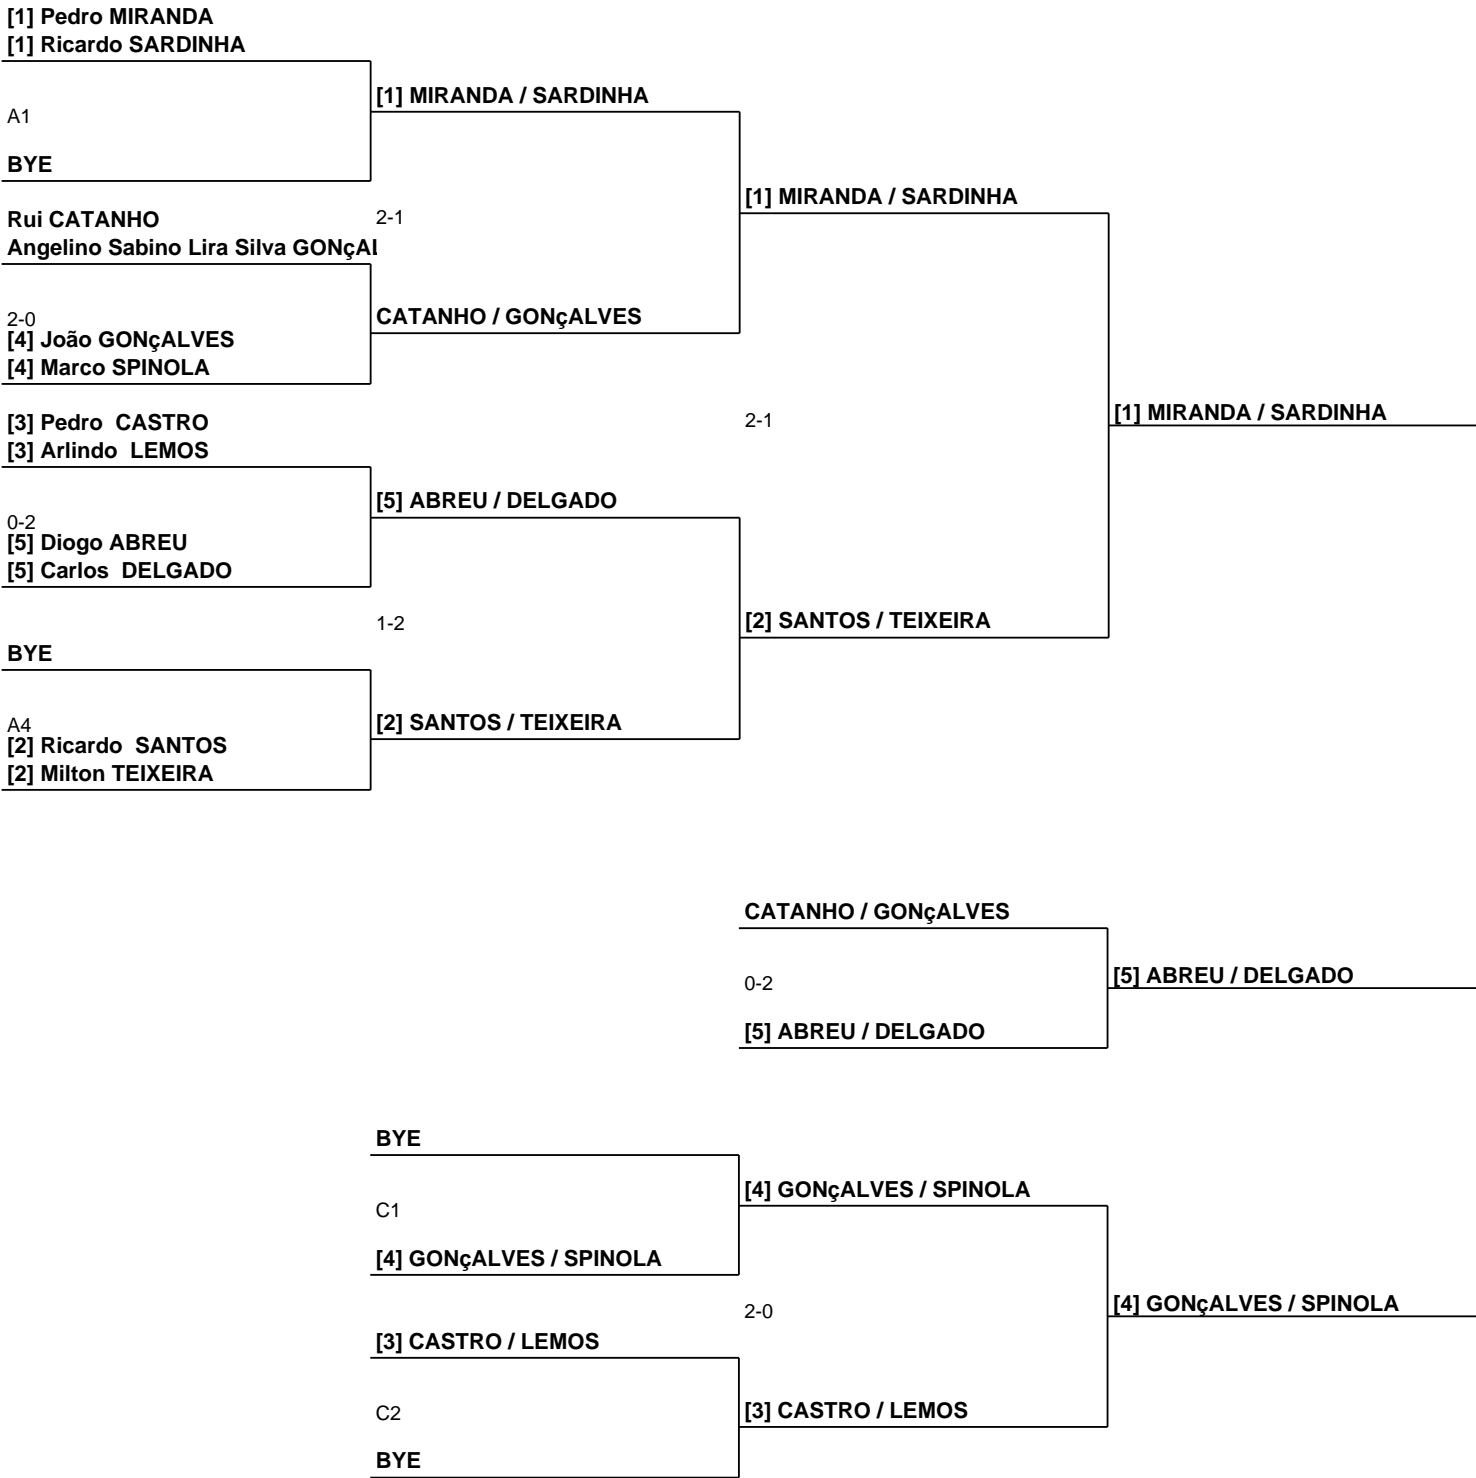 [1] Pedro MIRANDA
[1] Ricardo SARDINHA
[1] MIRANDA / SARDINHA
A1
BYE
[1] MIRANDA / SARDINHA
Rui CATANHO
2-1
Angelino Sabino Lira Silva GONçAL
2-0
CATANHO / GONçALVES
[4] João GONçALVES
[4] Marco SPINOLA
[3] Pedro  CASTRO
2-1
[1] MIRANDA / SARDINHA
[3] Arlindo  LEMOS
[5] ABREU / DELGADO
0-2
[5] Diogo ABREU
[5] Carlos  DELGADO
1-2
[2] SANTOS / TEIXEIRA
BYE
A4
[2] SANTOS / TEIXEIRA
[2] Ricardo  SANTOS
[2] Milton TEIXEIRA
CATANHO / GONçALVES
0-2
[5] ABREU / DELGADO
[5] ABREU / DELGADO
BYE
[4] GONçALVES / SPINOLA
C1
[4] GONçALVES / SPINOLA
2-0
[4] GONçALVES / SPINOLA
[3] CASTRO / LEMOS
C2
[3] CASTRO / LEMOS
BYE